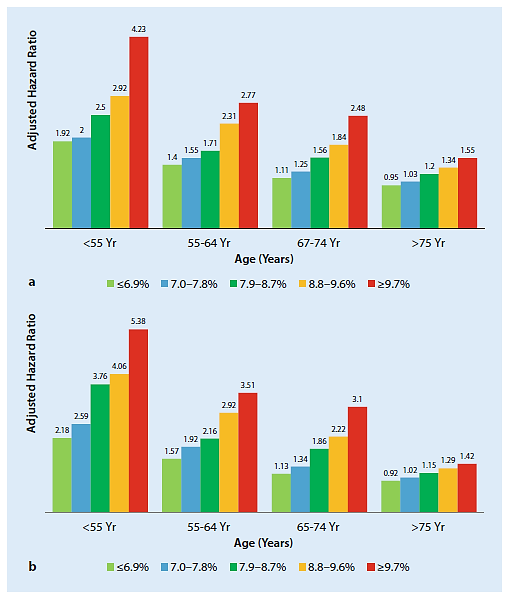 Adjusted Hazard Ratio
1.92 2 2.5 2.92 4.23
1.4 1.55 1.71 2.31 2.77
1.11 1.25 1.56 1.84 2.48
0.95 1.03 1.2 1.34 1.55
<55 Yr 55-64 Yr 67-74 Yr >75 Yr
Age (Years)
a
≤6.9% 7.0–7.8% 7.9–8.7% 8.8–9.6% ≥9.7%
Adjusted Hazard Ratio
2.18 2.59 3.76 4.06 5.38
1.57 1.92 2.16 2.92 3.51
1.13 1.34 1.86 2.22 3.1
0.92 1.02 1.15 1.29 1.42
<55 Yr 55-64 Yr 65-74 Yr >75 Yr
Age (Years)
b
≤6.9% 7.0–7.8% 7.9–8.7% 8.8–9.6% ≥9.7%